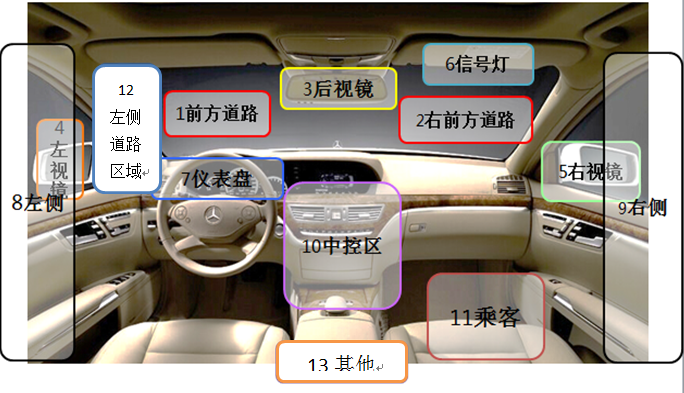 6信号灯
3后视镜
12
左侧
道路
区域
1前方道路
2右前方道路
4
左
视
镜
7仪表盘
5右视镜
8左侧
9右侧
10中控区
11乘客
13 其他